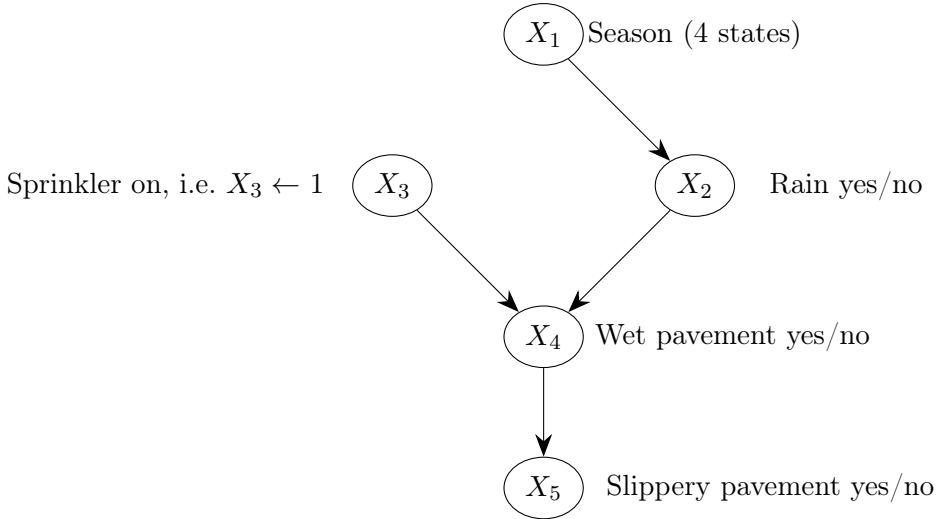 X₁ Season (4 states)
Sprinkler on, i.e. X₃ ← 1 X₃ X₂ Rain yes/no
X₄ Wet pavement yes/no
X₅ Slippery pavement yes/no